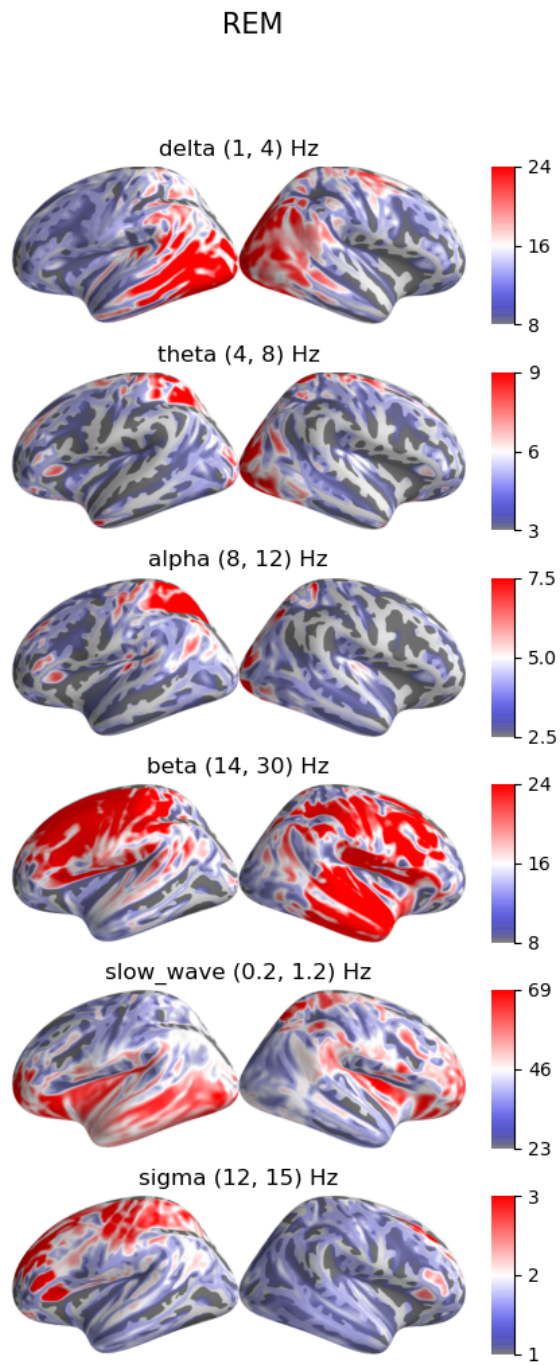 REM
delta (1, 4) Hz
24
16
8
theta (4, 8) Hz
9
6
3
alpha (8, 12) Hz
7.5
5.0
2.5
beta (14, 30) Hz
24
16
8
slow_wave (0.2, 1.2) Hz
69
46
23
sigma (12, 15) Hz
3
2
1